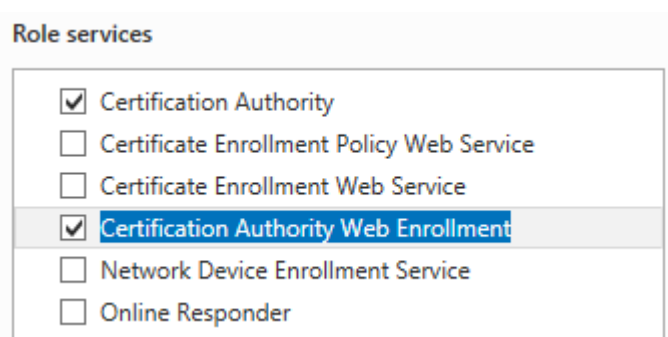 Role services
Certification Authority
Certificate Enrollment Policy Web Service
Certificate Enrollment Web Service
Certification Authority Web Enrollment
Network Device Enrollment Service
Online Responder